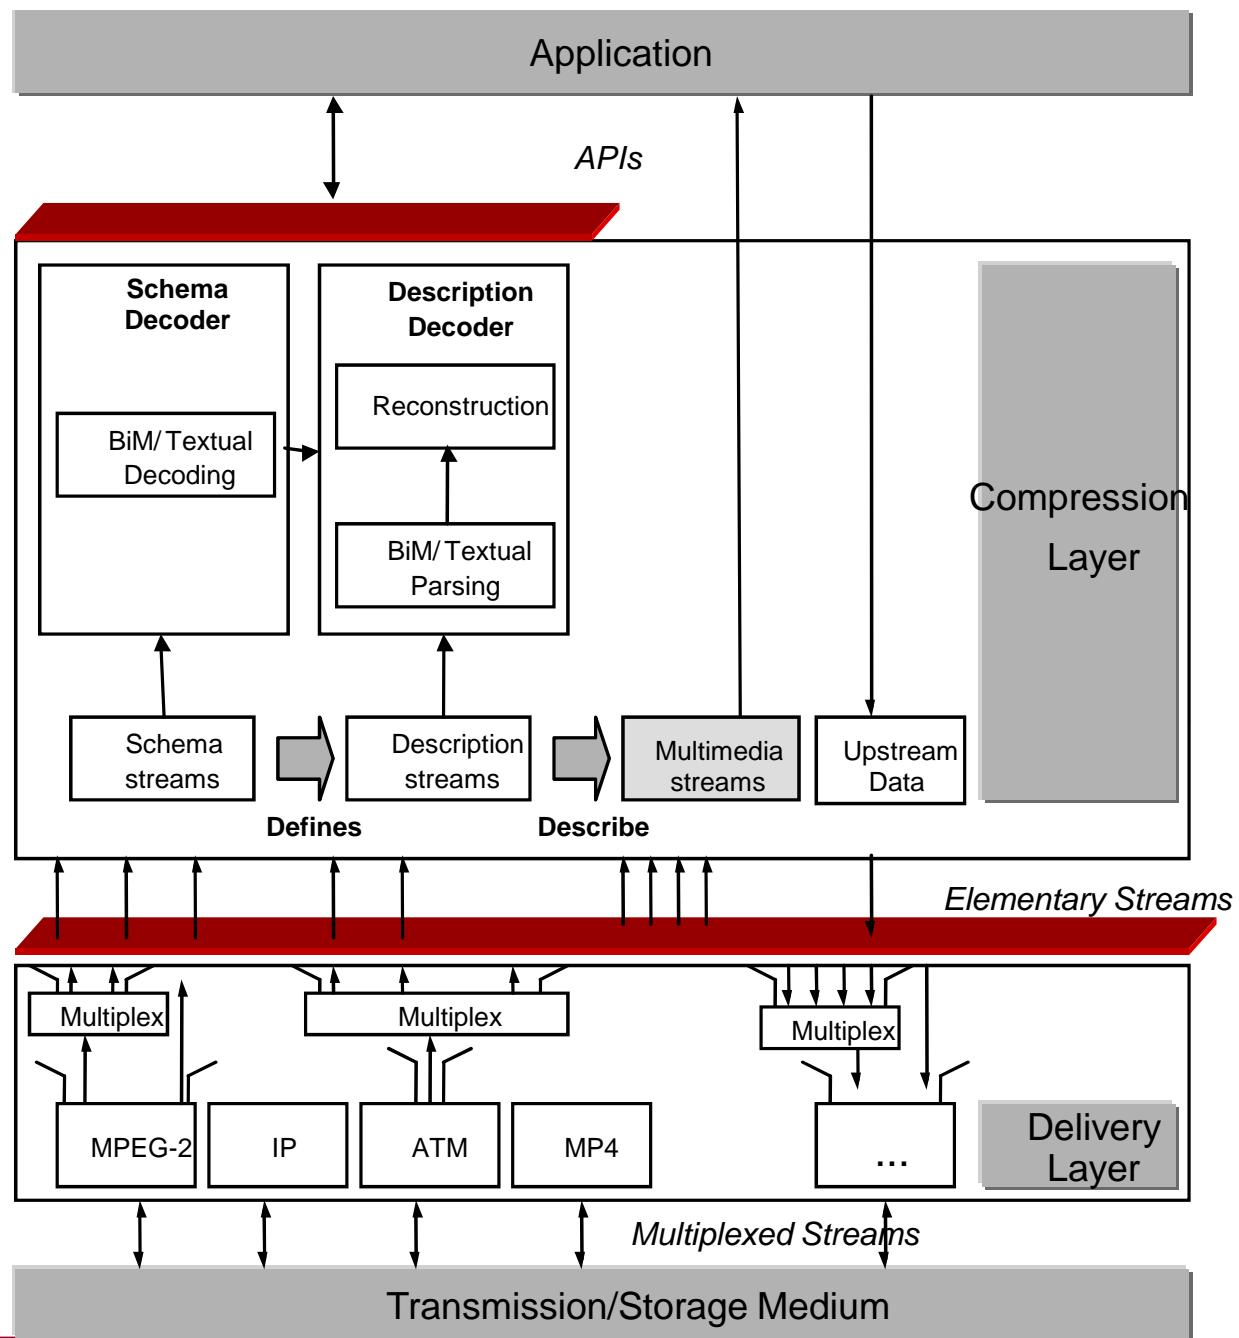 Application
APIs
Schema
Decoder
Description
Decoder
Reconstruction
BiM/ Textual
Decoding
BiM/ Textual
Parsing
Compression
Layer
Schema
streams
Description
streams
Multimedia
streams
Upstream
Data
Defines
Describe
Elementary Streams
Multiplex
Multiplex
Multiplex
MPEG-2
IP
ATM
MP4
...
Delivery
Layer
Multiplexed Streams
Transmission/Storage Medium